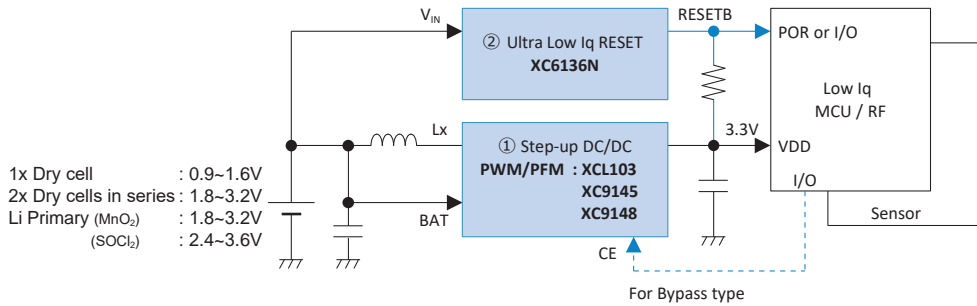 VIN
② Ultra Low Iq RESET
XC6136N
RESETB
POR or I/O
Low Iq
MCU / RF
Lx
① Step-up DC/DC
PWM/PFM : XCL103
XC9145
XC9148
3.3V
VDD
I/O
1x Dry cell : 0.9~1.6V
2x Dry cells in series : 1.8~3.2V
Li Primary (MnO₂) : 1.8~3.2V
(SOCl₂) : 2.4~3.6V
BAT
CE
Sensor
For Bypass type